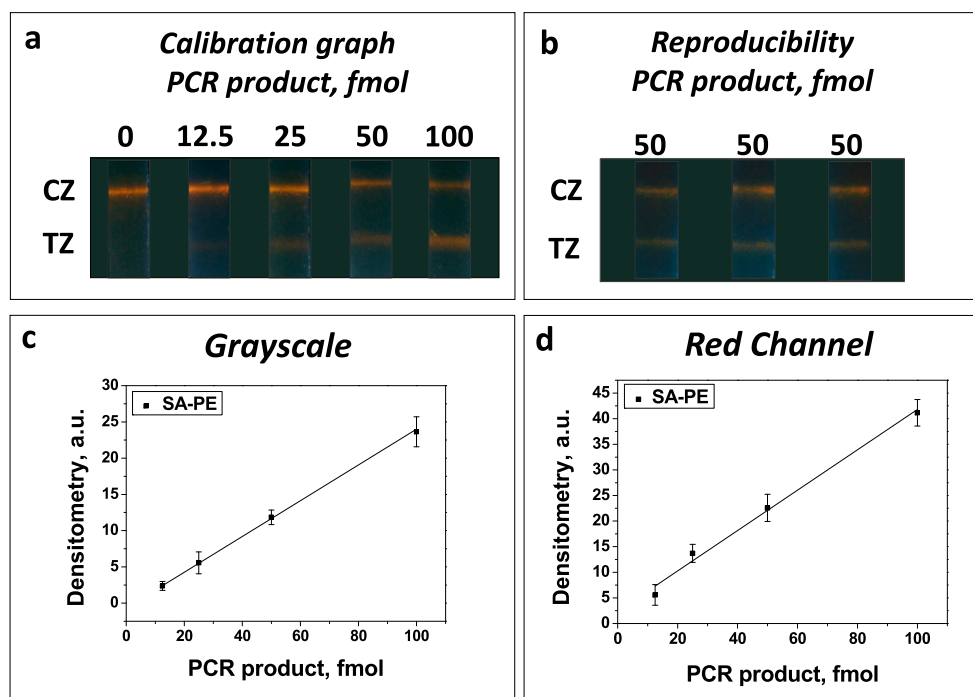 a
Calibration graph
PCR product, fmol
0 12.5 25 50 100
CZ
TZ
b
Reproducibility
PCR product, fmol
50 50 50
CZ
TZ
c
Grayscale
SA-PE
Densitometry, a.u.
30
25
20
15
10
5
0
0 20 40 60 80 100
PCR product, fmol
d
Red Channel
SA-PE
Densitometry, a.u.
45
40
35
30
25
20
15
10
5
0
0 20 40 60 80 100
PCR product, fmol